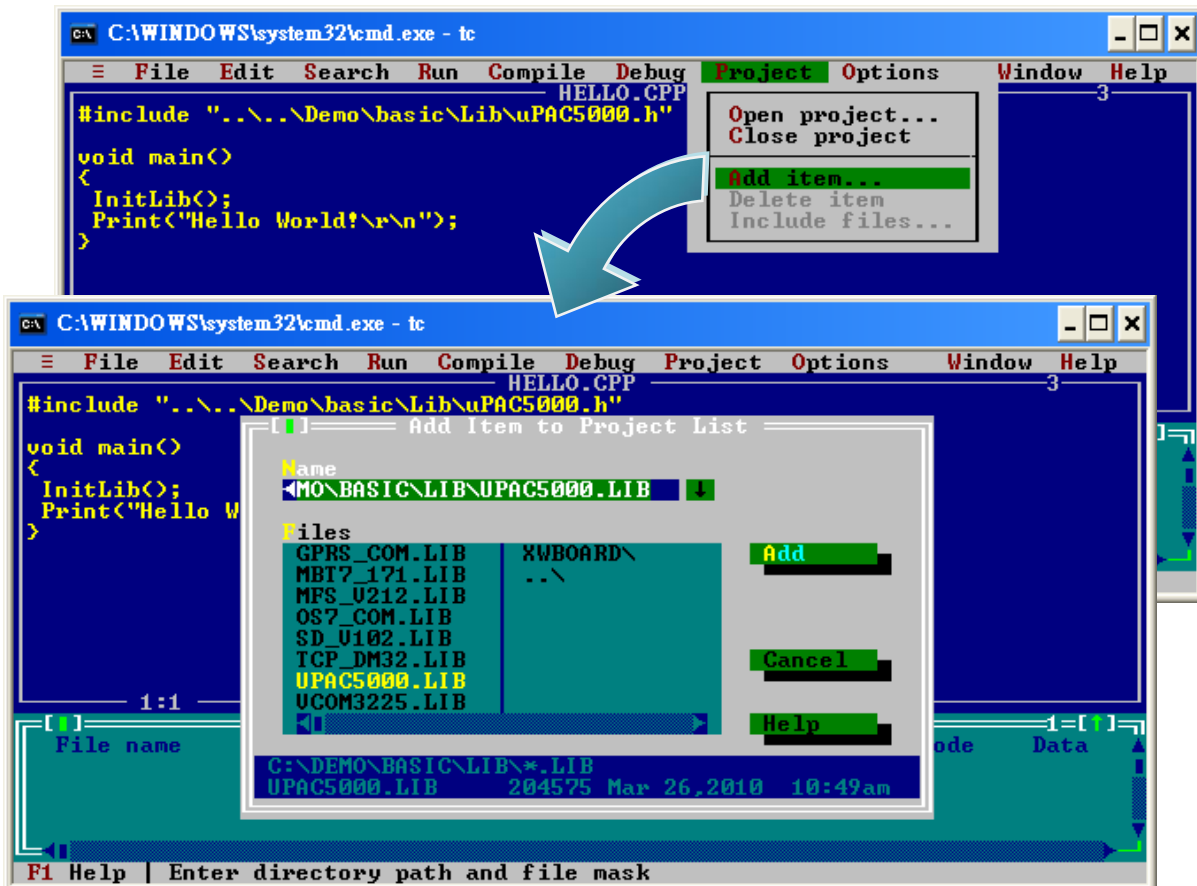 C:\WINDOWS\system32\cmd.exe - tc
≡ File Edit Search Run Compile Debug Project Options Window Help
HELLO.CPP 3
#include "..\..\Demo\basic\Lib\uPAC5000.h"
void main()
{
InitLib();
Print("Hello World!\r\n");
}
Open project...
Close project
Add item...
Delete item
Include files...
C:\WINDOWS\system32\cmd.exe - tc
≡ File Edit Search Run Compile Debug Project Options Window Help
HELLO.CPP 3
#include "..\..\Demo\basic\Lib\uPAC5000.h"
void main()
{
InitLib();
Print("Hello W
}
1:1
Add Item to Project List
Name
MO\BASIC\LIB\UPAC5000.LIB
Files
GPRS_COM.LIB XWBOARD\
MBT7_171.LIB ..\
MFS_V212.LIB
OS7_COM.LIB
SD_V102.LIB
TCP_DM32.LIB
UPAC5000.LIB
VCOM3225.LIB
Add
Cancel
Help
C:\DEMO\BASIC\LIB\*.LIB
UPAC5000.LIB 204575 Mar 26,2010 10:49am
1=[↑]
File name ode Data
F1 Help | Enter directory path and file mask